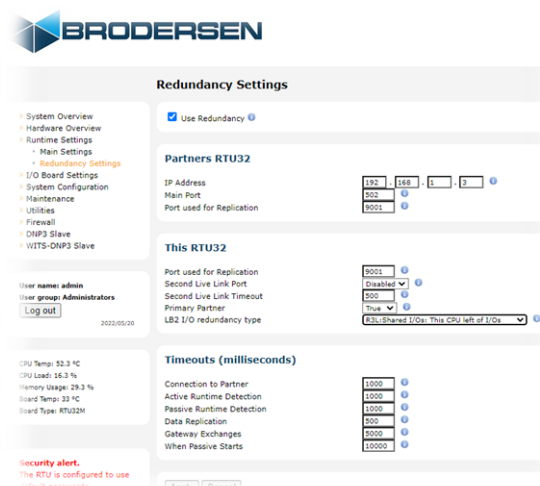 BRODERSEN
Redundancy Settings
System Overview
Hardware Overview
Runtime Settings
Main Settings
Redundancy Settings
I/O Board Settings
System Configuration
Maintenance
Utilities
Firewall
DNP3 Slave
WITS-DNP3 Slave
User name: admin
User group: Administrators
Log out
2022/05/20
CPU Temp: 52.3 ºC
CPU Load: 16.3 %
Memory Usage: 29.3 %
Board Temp: 33 ºC
Board Type: RTU32M
Security alert.
The RTU is configured to use
default passwords
Use Redundancy
Partners RTU32
IP Address 192 . 168 . 1 . 3
Main Port 502
Port used for Replication 9001
This RTU32
Port used for Replication 9001
Second Live Link Port Disabled
Second Live Link Timeout 500
Primary Partner True
LB2 I/O redundancy type R3L:Shared I/Os: This CPU left of I/Os
Timeouts (milliseconds)
Connection to Partner 1000
Active Runtime Detection 1000
Passive Runtime Detection 1000
Data Replication 500
Gateway Exchanges 5000
When Passive Starts 10000